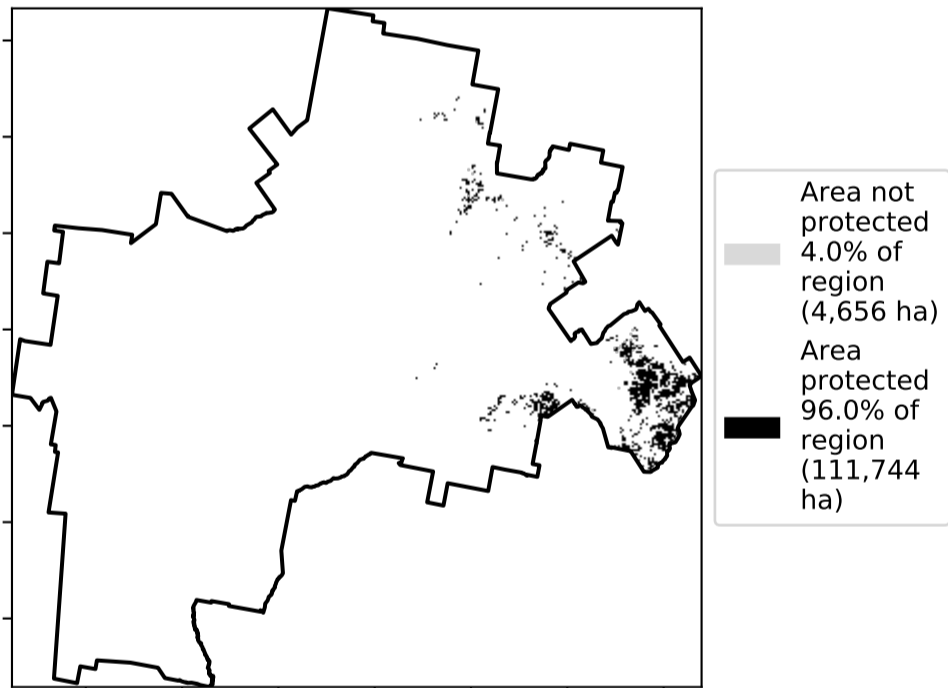 Area not
protected
4.0% of
region
(4,656 ha)
Area
protected
96.0% of
region
(111,744
ha)